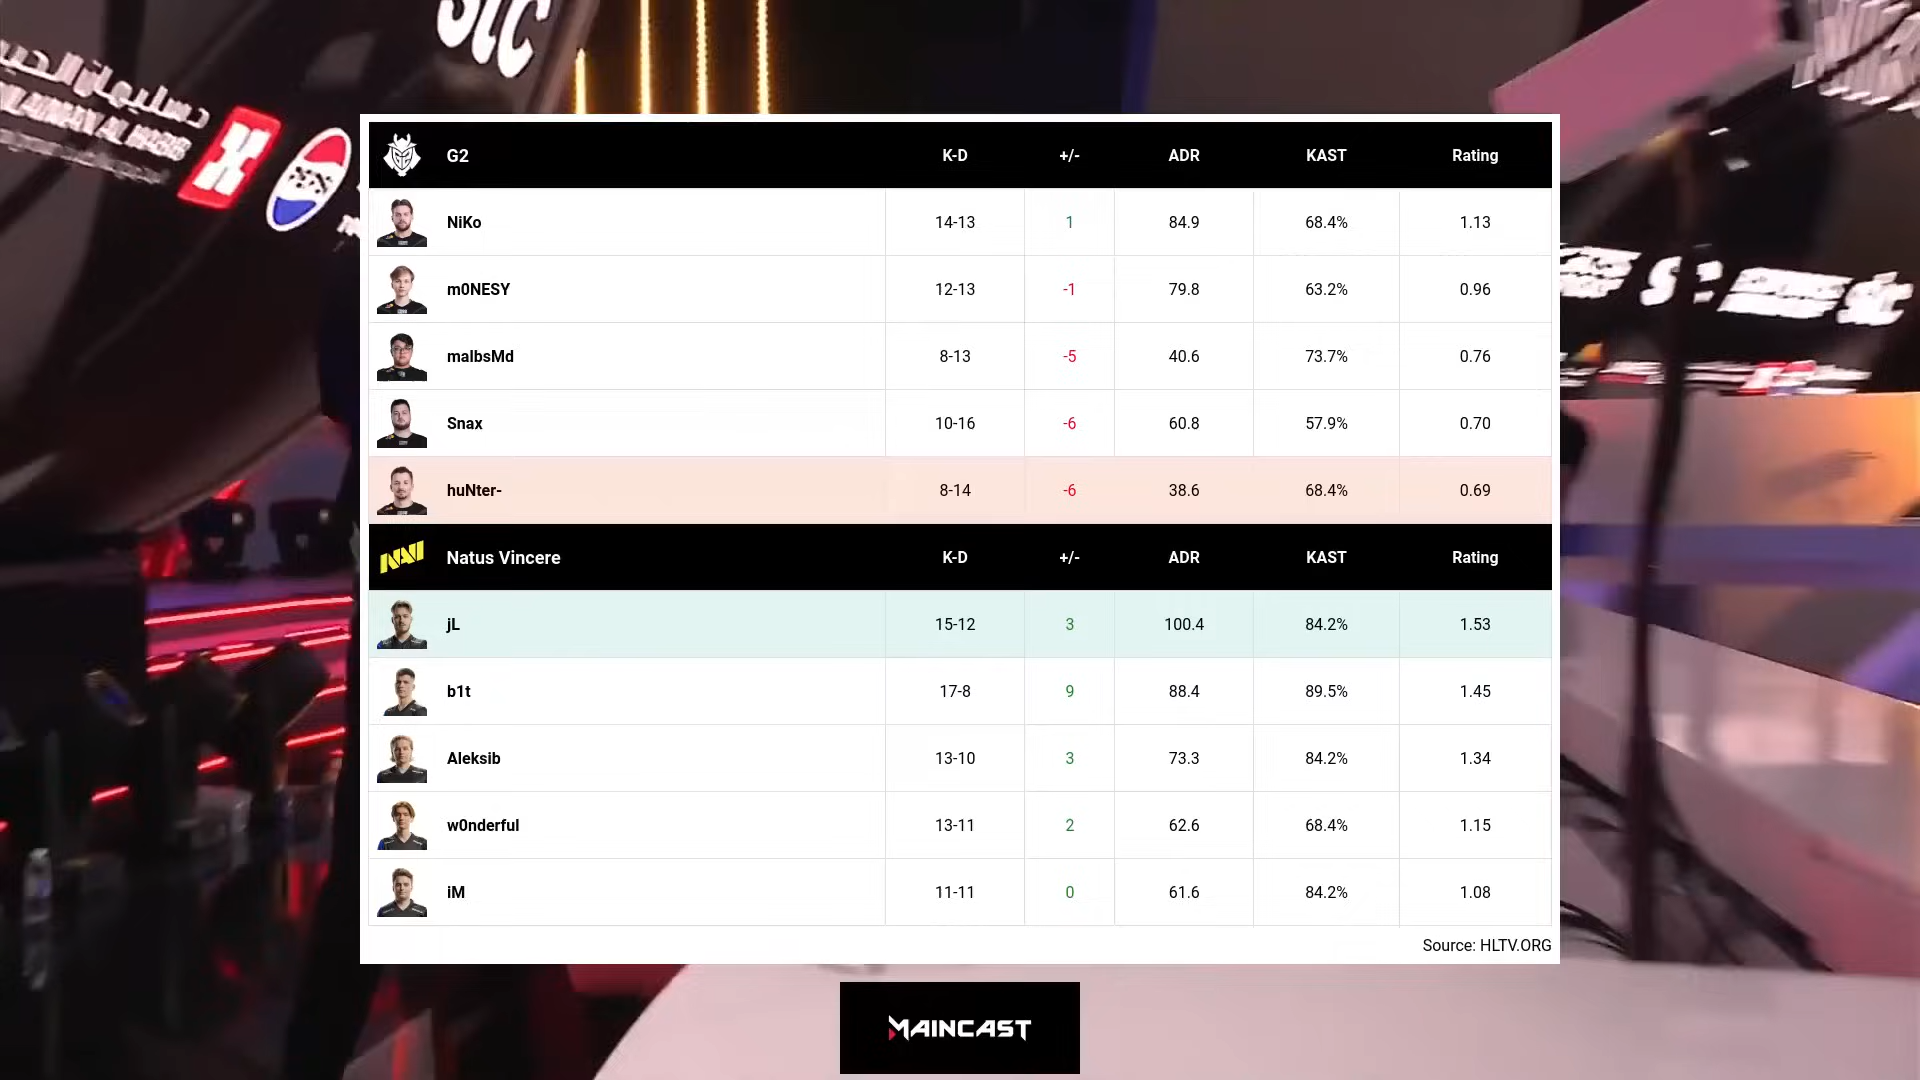 G2 K-D +/- ADR KAST Rating
NiKo 14-13 1 84.9 68.4% 1.13
m0NESY 12-13 -1 79.8 63.2% 0.96
malbsMd 8-13 -5 40.6 73.7% 0.76
Snax 10-16 -6 60.8 57.9% 0.70
huNter- 8-14 -6 38.6 68.4% 0.69
NAVI Natus Vincere K-D +/- ADR KAST Rating
jL 15-12 3 100.4 84.2% 1.53
b1t 17-8 9 88.4 89.5% 1.45
Aleksib 13-10 3 73.3 84.2% 1.34
w0nderful 13-11 2 62.6 68.4% 1.15
iM 11-11 0 61.6 84.2% 1.08
Source: HLTV.ORG
MAINCAST
stc
stc